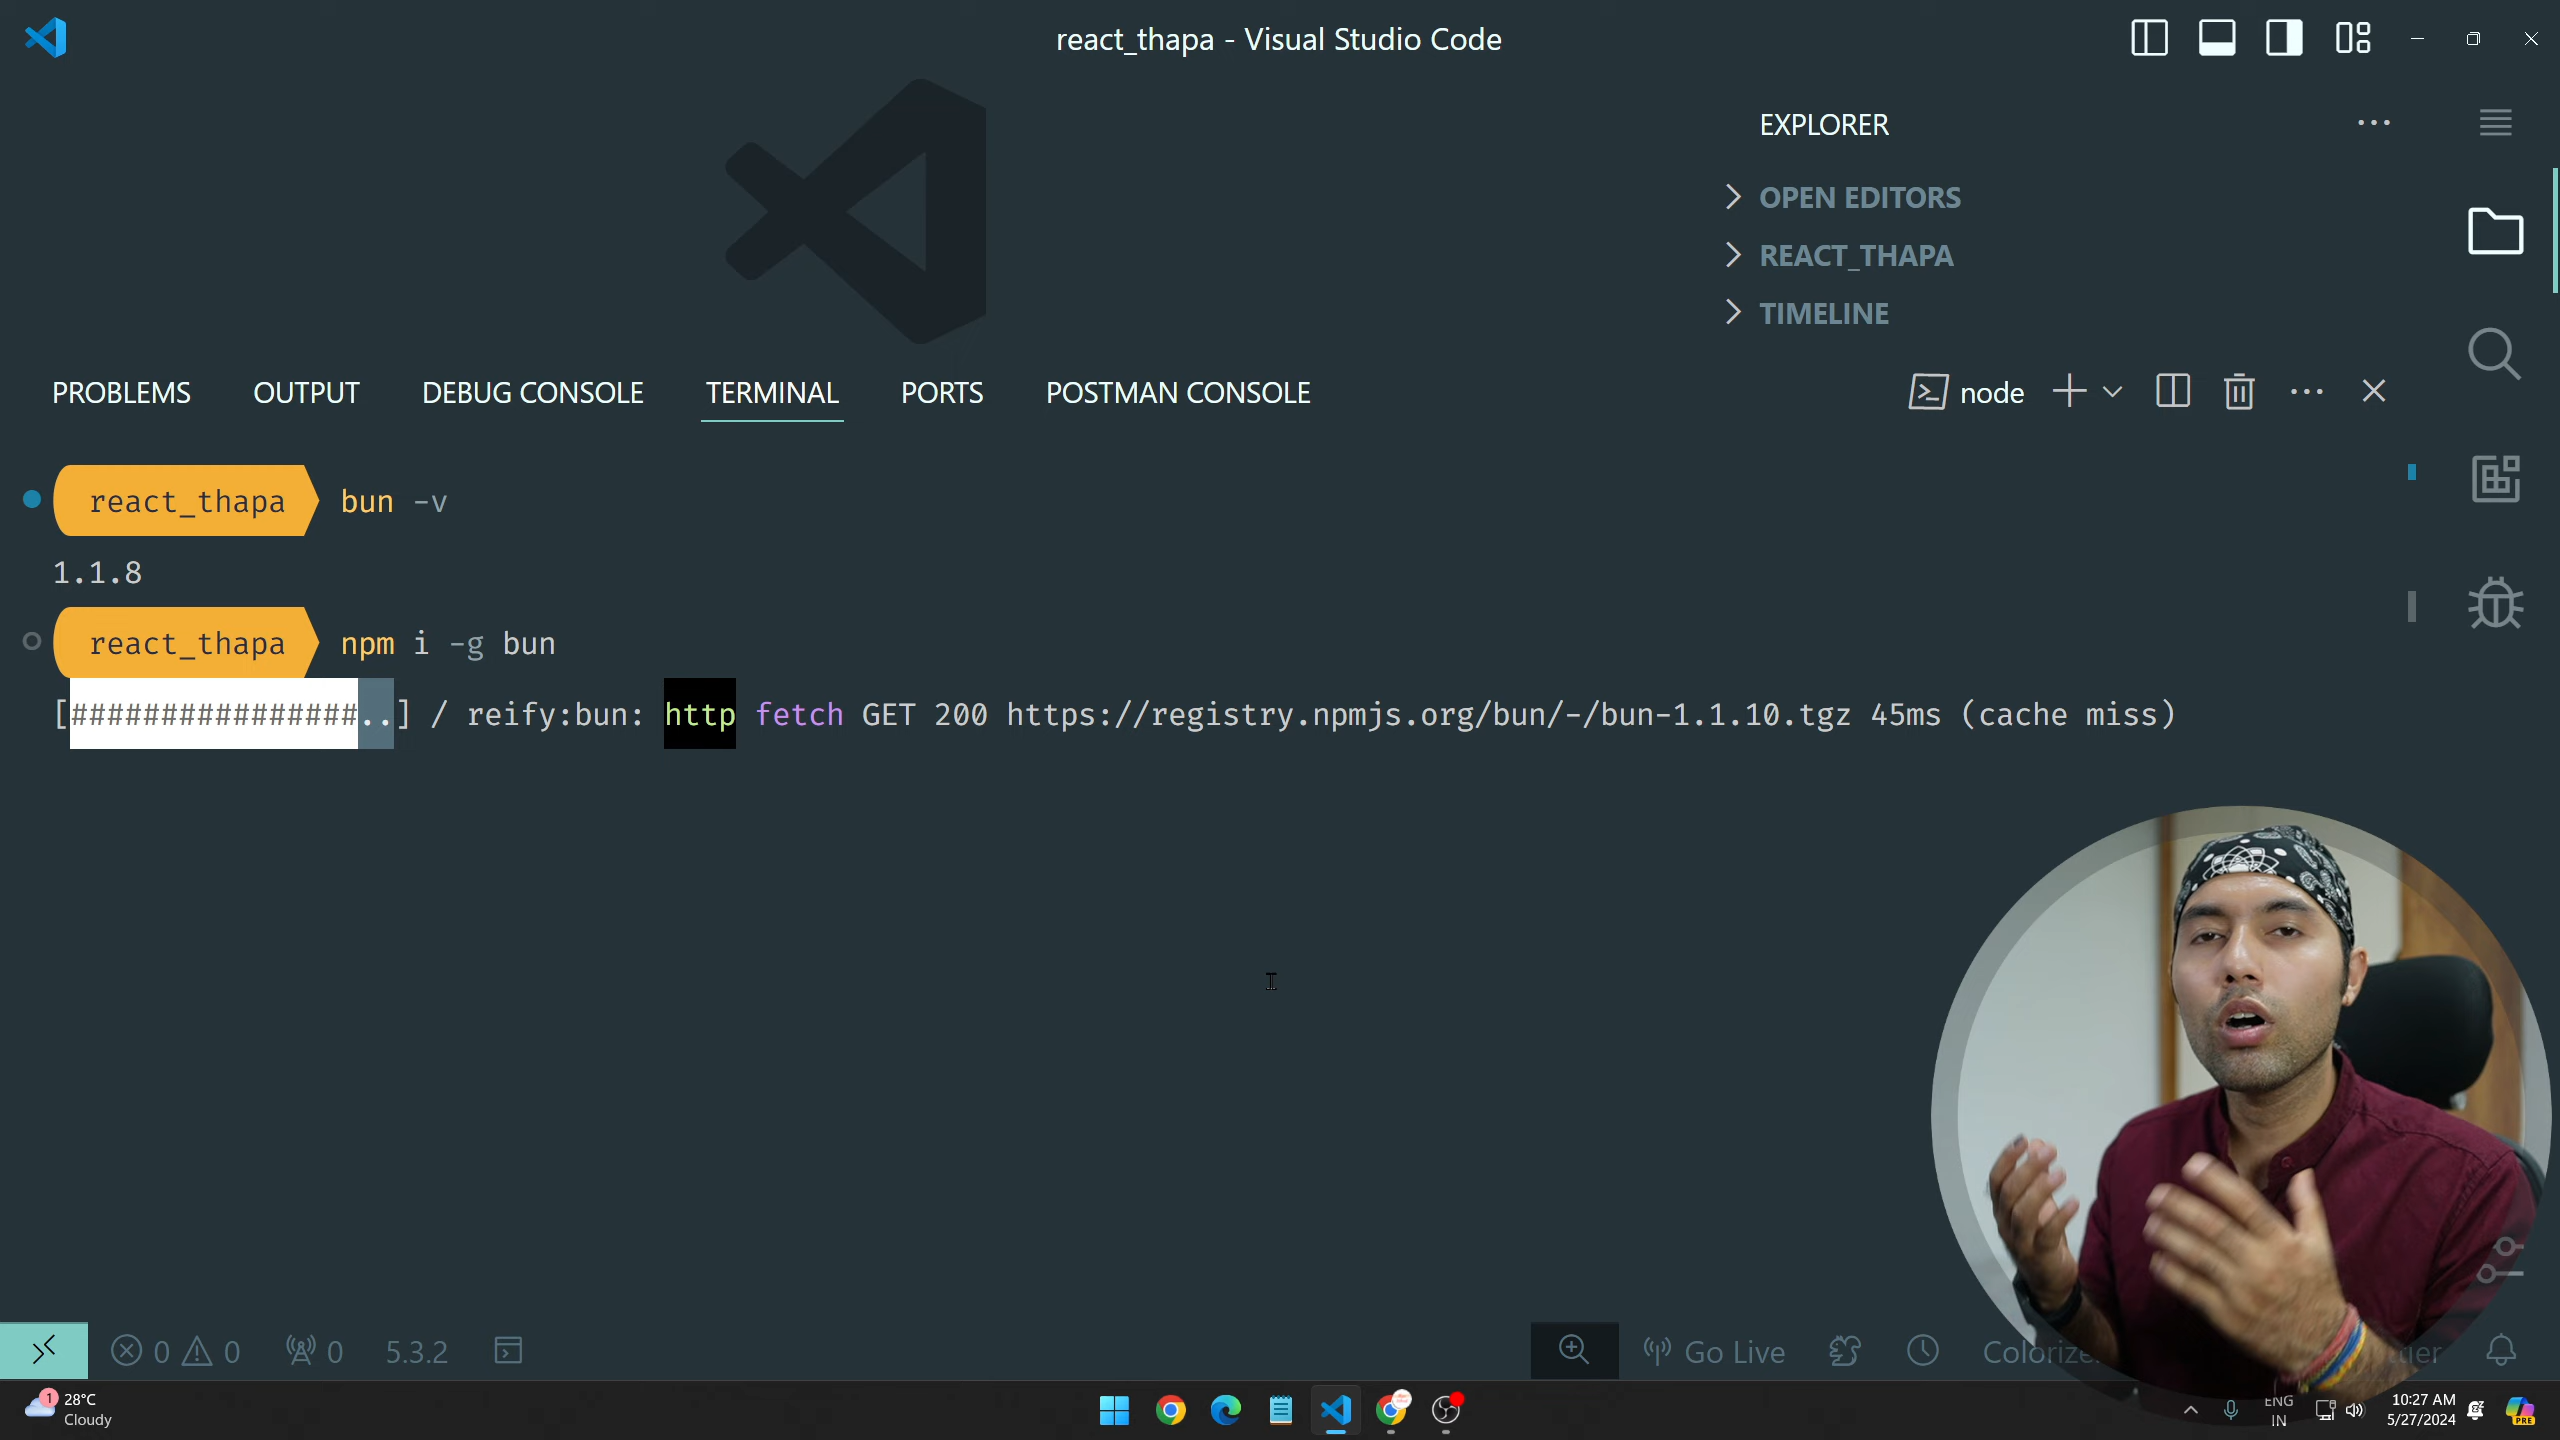 react_thapa - Visual Studio Code
EXPLORER
OPEN EDITORS
REACT_THAPA
TIMELINE
PROBLEMS OUTPUT DEBUG CONSOLE TERMINAL PORTS POSTMAN CONSOLE node
react_thapa bun -v
1.1.8
react_thapa npm i -g bun
[################..] / reify:bun: http fetch GET 200 https://registry.npmjs.org/bun/-/bun-1.1.10.tgz 45ms (cache miss)
0 0 0 5.3.2 Go Live
1 28°C
Cloudy
ENG
IN
10:27 AM
5/27/2024
PRE